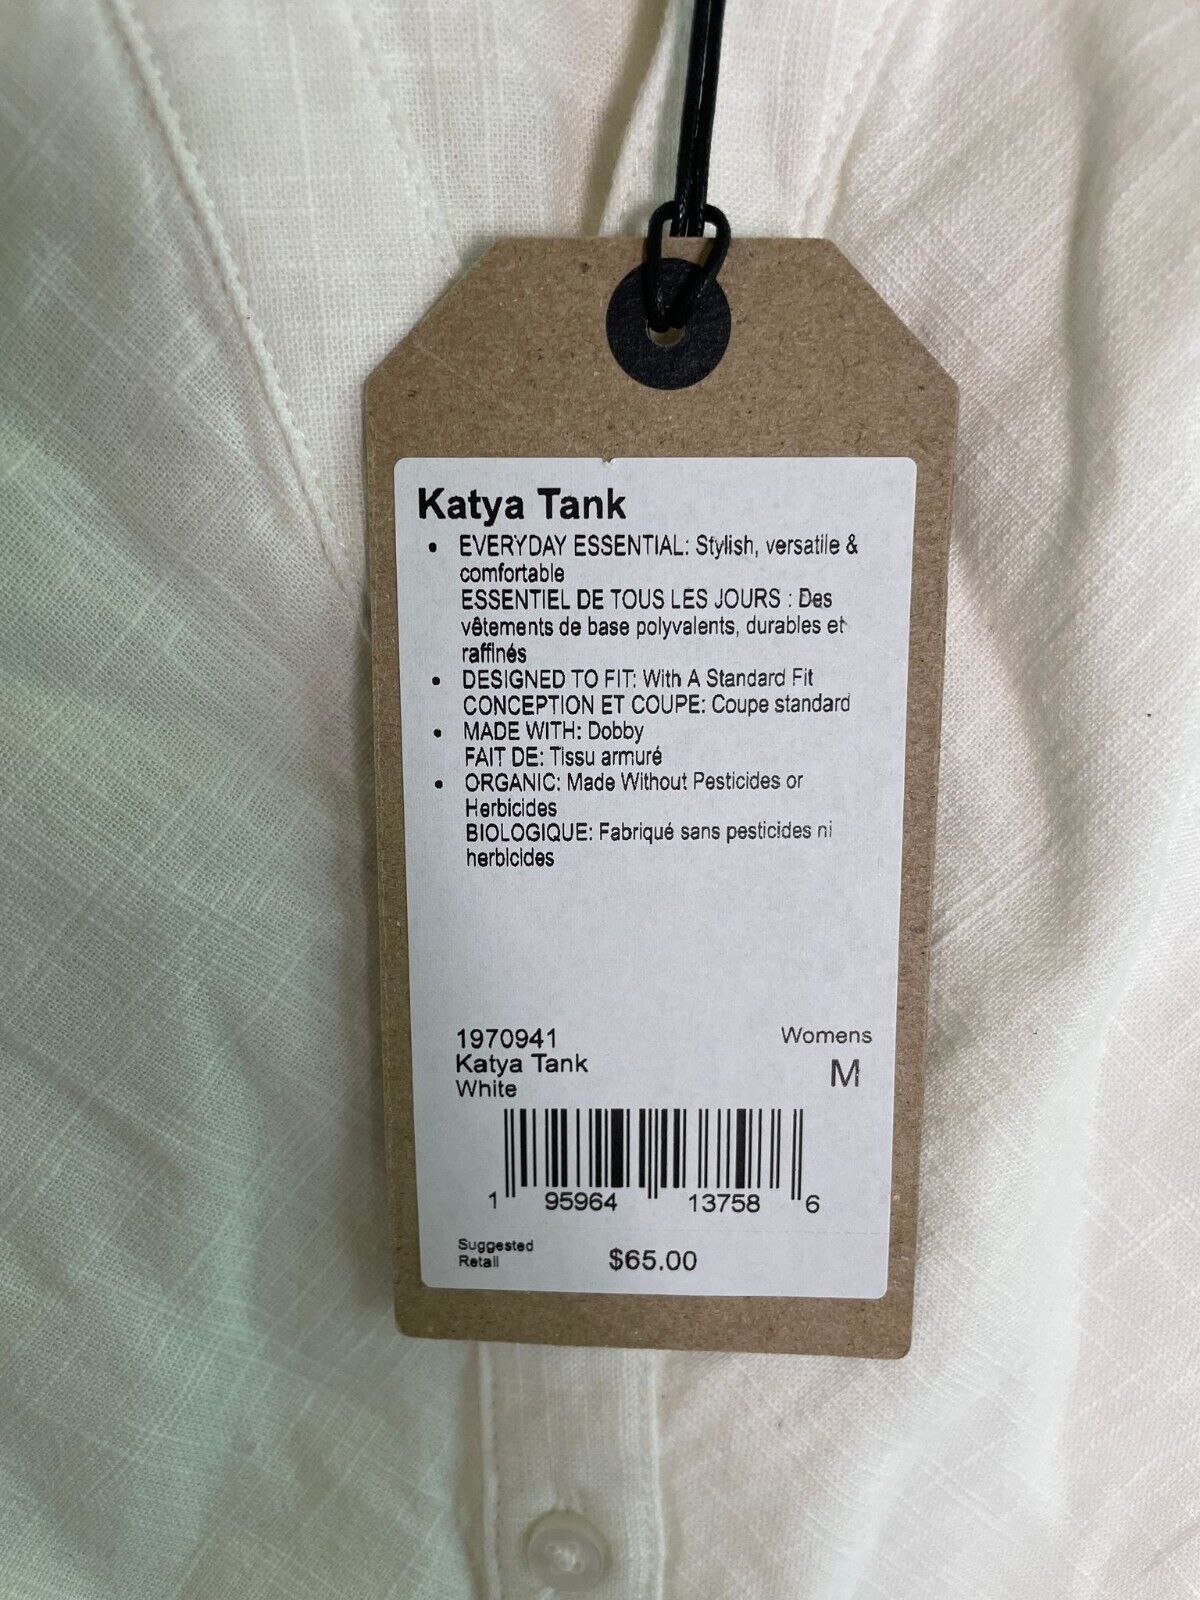 Katya Tank
• EVERYDAY ESSENTIAL: Stylish, versatile &
comfortable
ESSENTIEL DE TOUS LES JOURS : Des
vêtements de base polyvalents, durables et
raffinés
• DESIGNED TO FIT: With A Standard Fit
CONCEPTION ET COUPE: Coupe standard
• MADE WITH: Dobby
FAIT DE: Tissu armuré
• ORGANIC: Made Without Pesticides or
Herbicides
BIOLOGIQUE: Fabriqué sans pesticides ni
herbicides
1970941
Womens
Katya Tank
M
White
1 95964 13758 6
Suggested
Retail
$65.00